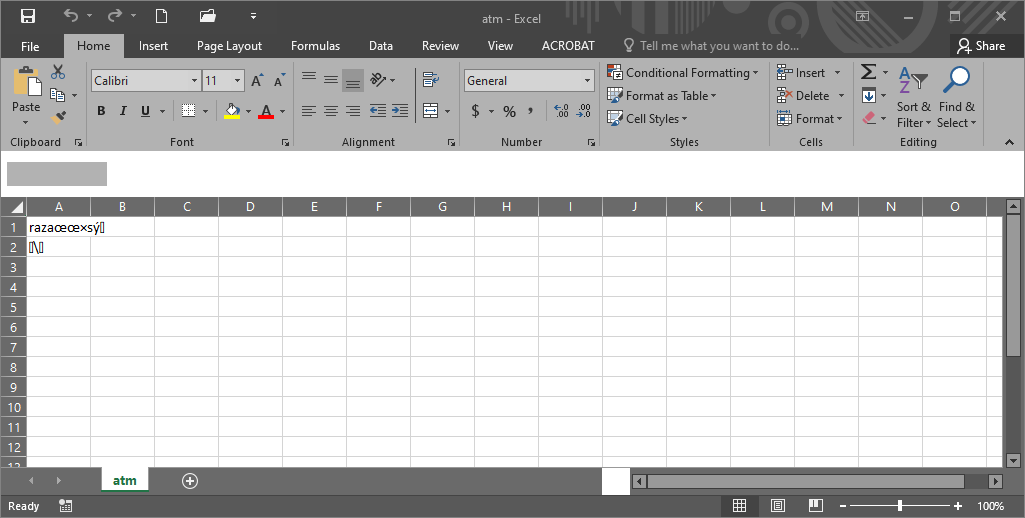 atm - Excel
File Home Insert Page Layout Formulas Data Review View ACROBAT Tell me what you want to do... Share
Calibri 11 General Conditional Formatting Insert
Paste Format as Table Delete Sort & Find &
B I U A $ % , Cell Styles Format Filter Select
Clipboard Font Alignment Number Styles Cells Editing
A B C D E F G H I J K L M N O
1 razaœœ×sý▯
2 ▯\▯
3
4
5
6
7
8
9
10
11
12
13
atm
Ready 100%